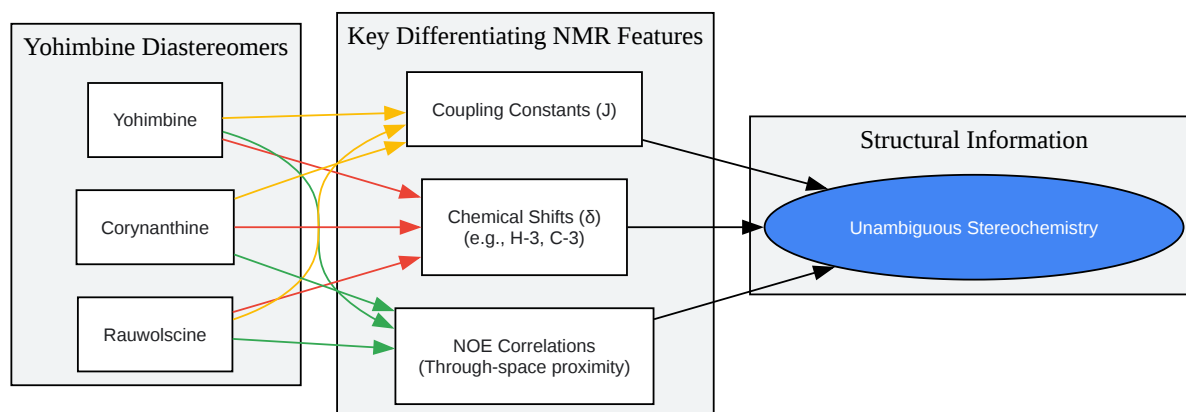 Yohimbine Diastereomers
Yohimbine
Corynanthine
Rauwolscine
Key Differentiating NMR Features
Coupling Constants (J)
Chemical Shifts (δ)
(e.g., H-3, C-3)
NOE Correlations
(Through-space proximity)
Structural Information
Unambiguous Stereochemistry